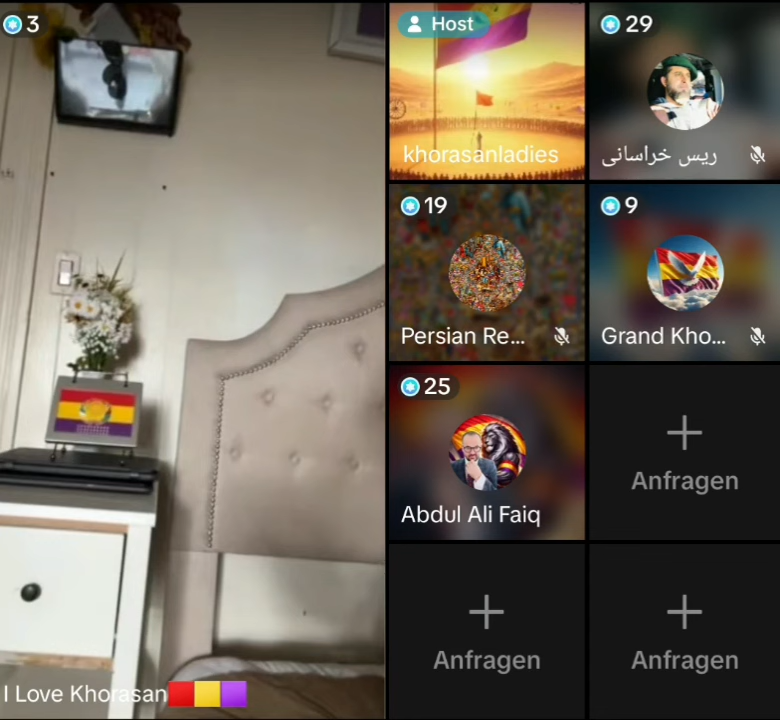 3
I Love Khorasan
Host
khorasanladies
29
ریس خراسانی
19
Persian Re...
9
Grand Kho...
25
Abdul Ali Faiq
Anfragen
Anfragen
Anfragen